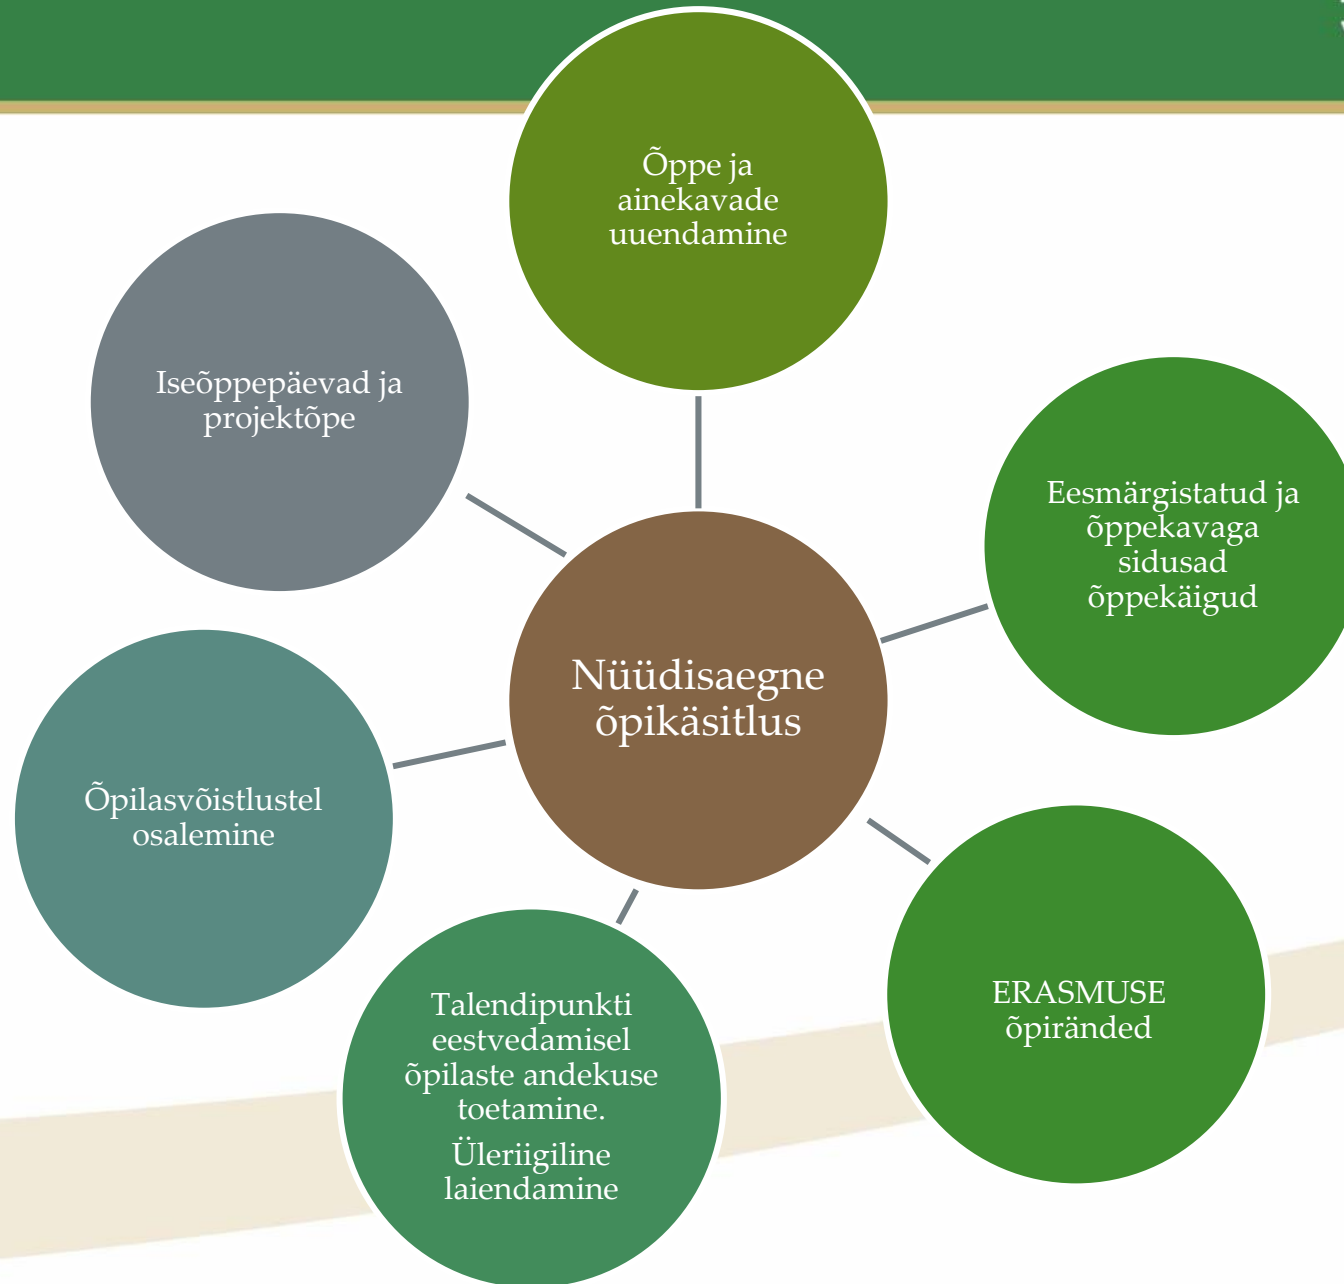 Õppe ja
ainekavade
uuendamine
Iseõppepäevad ja
projektõpe
Eesmärgistatud ja
õppekavaga
sidusad
õppekäigud
Nüüdisaegne
õpikäsitlus
Õpilasvõistlustel
osalemine
ERASMUSE
õpiränded
Talendipunkti
eestvedamisel
õpilaste andekuse
toetamine.
Üleriigiline
laiendamine